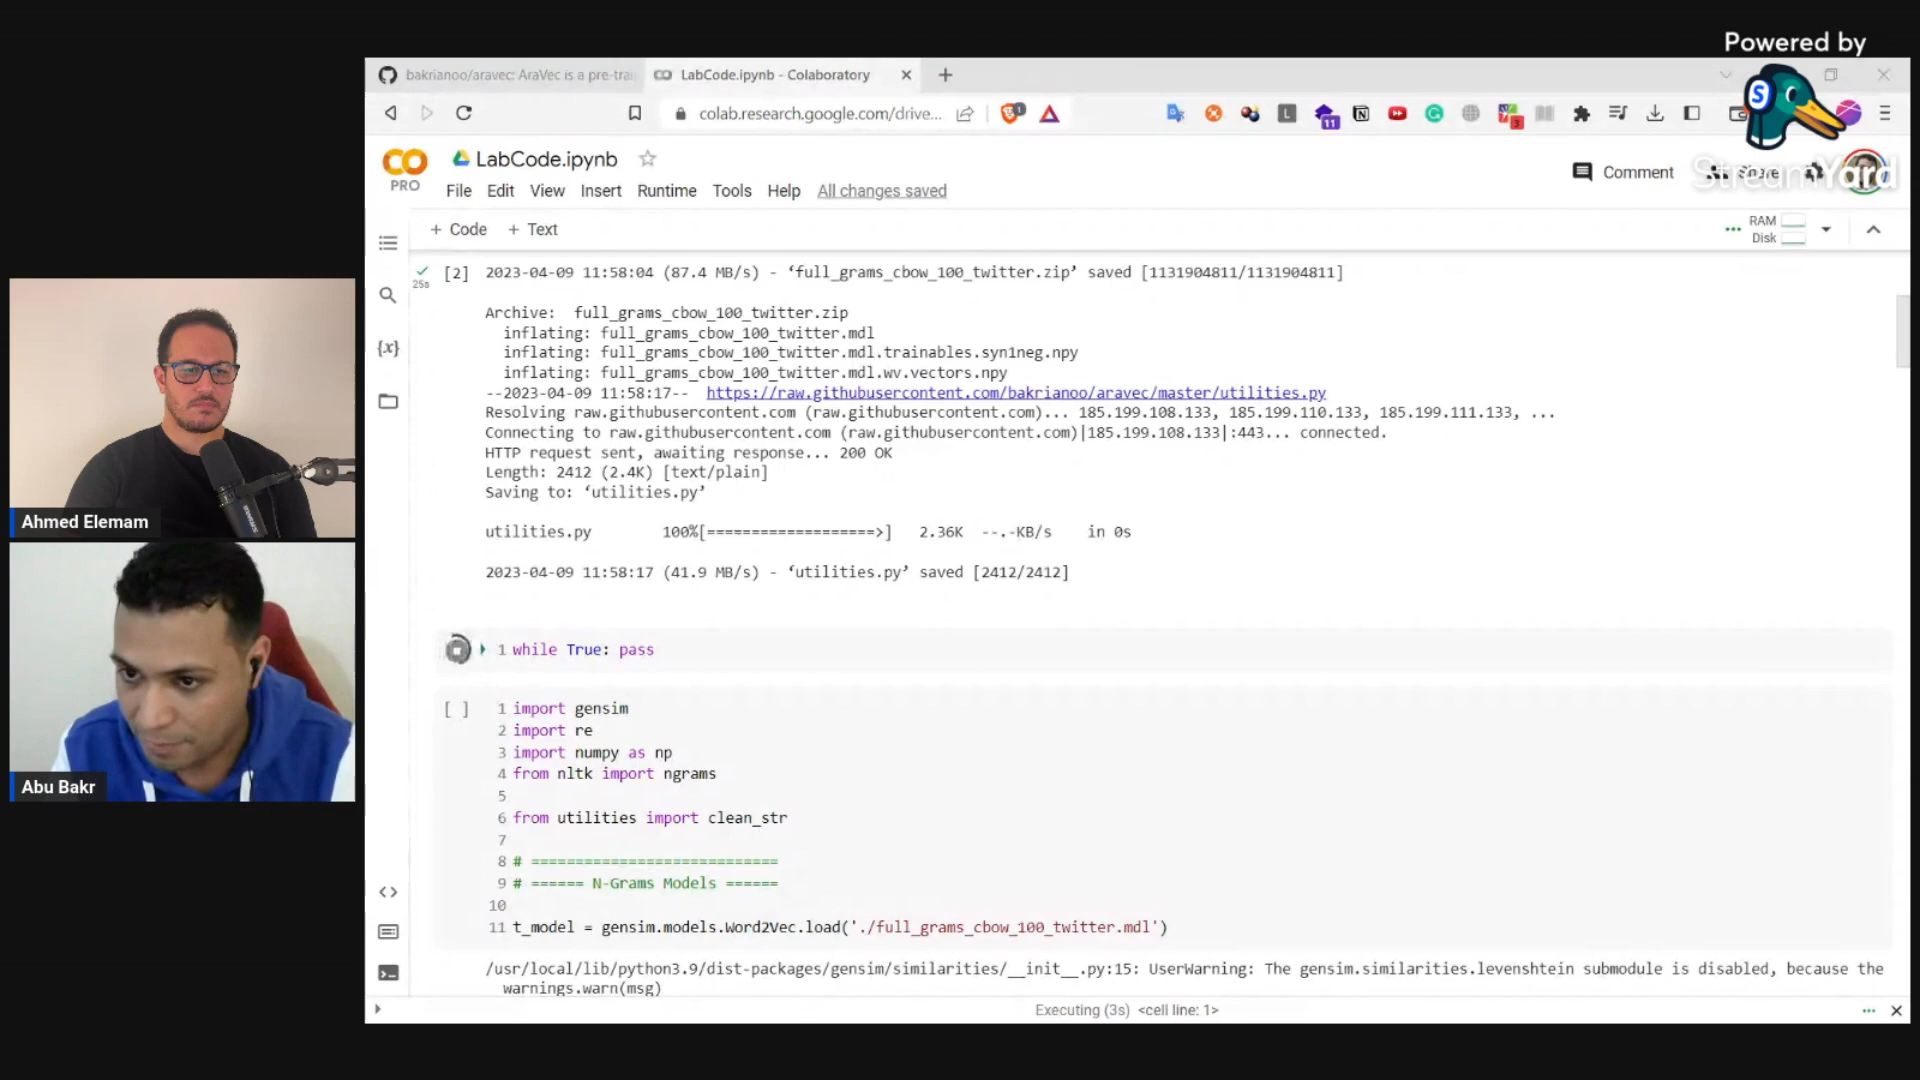 Powered by
StreamYard
bakrianoo/aravec: AraVec is a pre-trai
LabCode.ipynb - Colaboratory
colab.research.google.com/drive...
1
11
3
CO
PRO
LabCode.ipynb
Comment
Share
File Edit View Insert Runtime Tools Help All changes saved
+ Code + Text
RAM
Disk
25s
[2] 2023-04-09 11:58:04 (87.4 MB/s) - ‘full_grams_cbow_100_twitter.zip’ saved [1131904811/1131904811]
Archive:  full_grams_cbow_100_twitter.zip
inflating: full_grams_cbow_100_twitter.mdl
inflating: full_grams_cbow_100_twitter.mdl.trainables.syn1neg.npy
inflating: full_grams_cbow_100_twitter.mdl.wv.vectors.npy
--2023-04-09 11:58:17--  https://raw.githubusercontent.com/bakrianoo/aravec/master/utilities.py
Resolving raw.githubusercontent.com (raw.githubusercontent.com)... 185.199.108.133, 185.199.110.133, 185.199.111.133, ...
Connecting to raw.githubusercontent.com (raw.githubusercontent.com)|185.199.108.133|:443... connected.
HTTP request sent, awaiting response... 200 OK
Length: 2412 (2.4K) [text/plain]
Saving to: ‘utilities.py’
utilities.py 100%[===================>] 2.36K --.-KB/s in 0s
2023-04-09 11:58:17 (41.9 MB/s) - ‘utilities.py’ saved [2412/2412]
1 while True: pass
[ ] 1 import gensim
2 import re
3 import numpy as np
4 from nltk import ngrams
5
6 from utilities import clean_str
7
8 # ============================
9 # ====== N-Grams Models ======
10
11 t_model = gensim.models.Word2Vec.load('./full_grams_cbow_100_twitter.mdl')
/usr/local/lib/python3.9/dist-packages/gensim/similarities/__init__.py:15: UserWarning: The gensim.similarities.levenshtein submodule is disabled, because the
warnings.warn(msg)
Executing (3s) <cell line: 1>
Ahmed Elemam
Abu Bakr